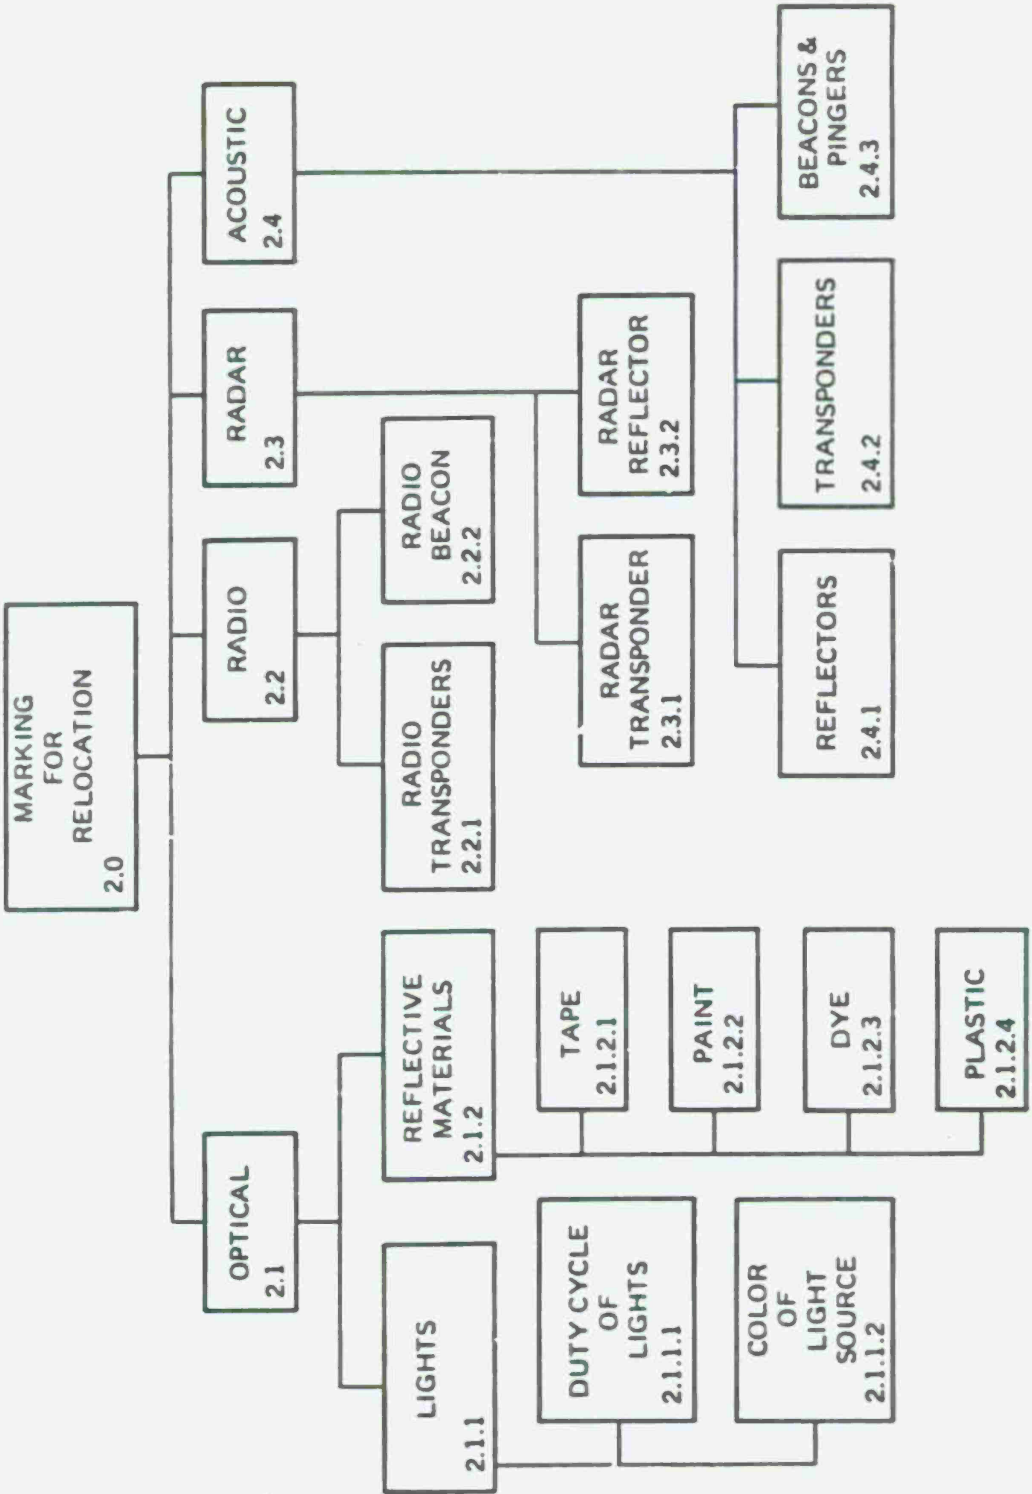 MARKING
FOR
RELOCATION
2.0
OPTICAL
2.1
RADIO
2.2
RADAR
2.3
ACOUSTIC
2.4
LIGHTS
2.1.1
REFLECTIVE
MATERIALS
2.1.2
RADIO
TRANSPONDERS
2.2.1
RADIO
BEACON
2.2.2
DUTY CYCLE
OF
LIGHTS
2.1.1.1
TAPE
2.1.2.1
RADAR
TRANSPONDER
2.3.1
RADAR
REFLECTOR
2.3.2
PAINT
2.1.2.2
COLOR
OF
LIGHT
SOURCE
2.1.1.2
DYE
2.1.2.3
REFLECTORS
2.4.1
TRANSPONDERS
2.4.2
BEACONS &
PINGERS
2.4.3
PLASTIC
2.1.2.4